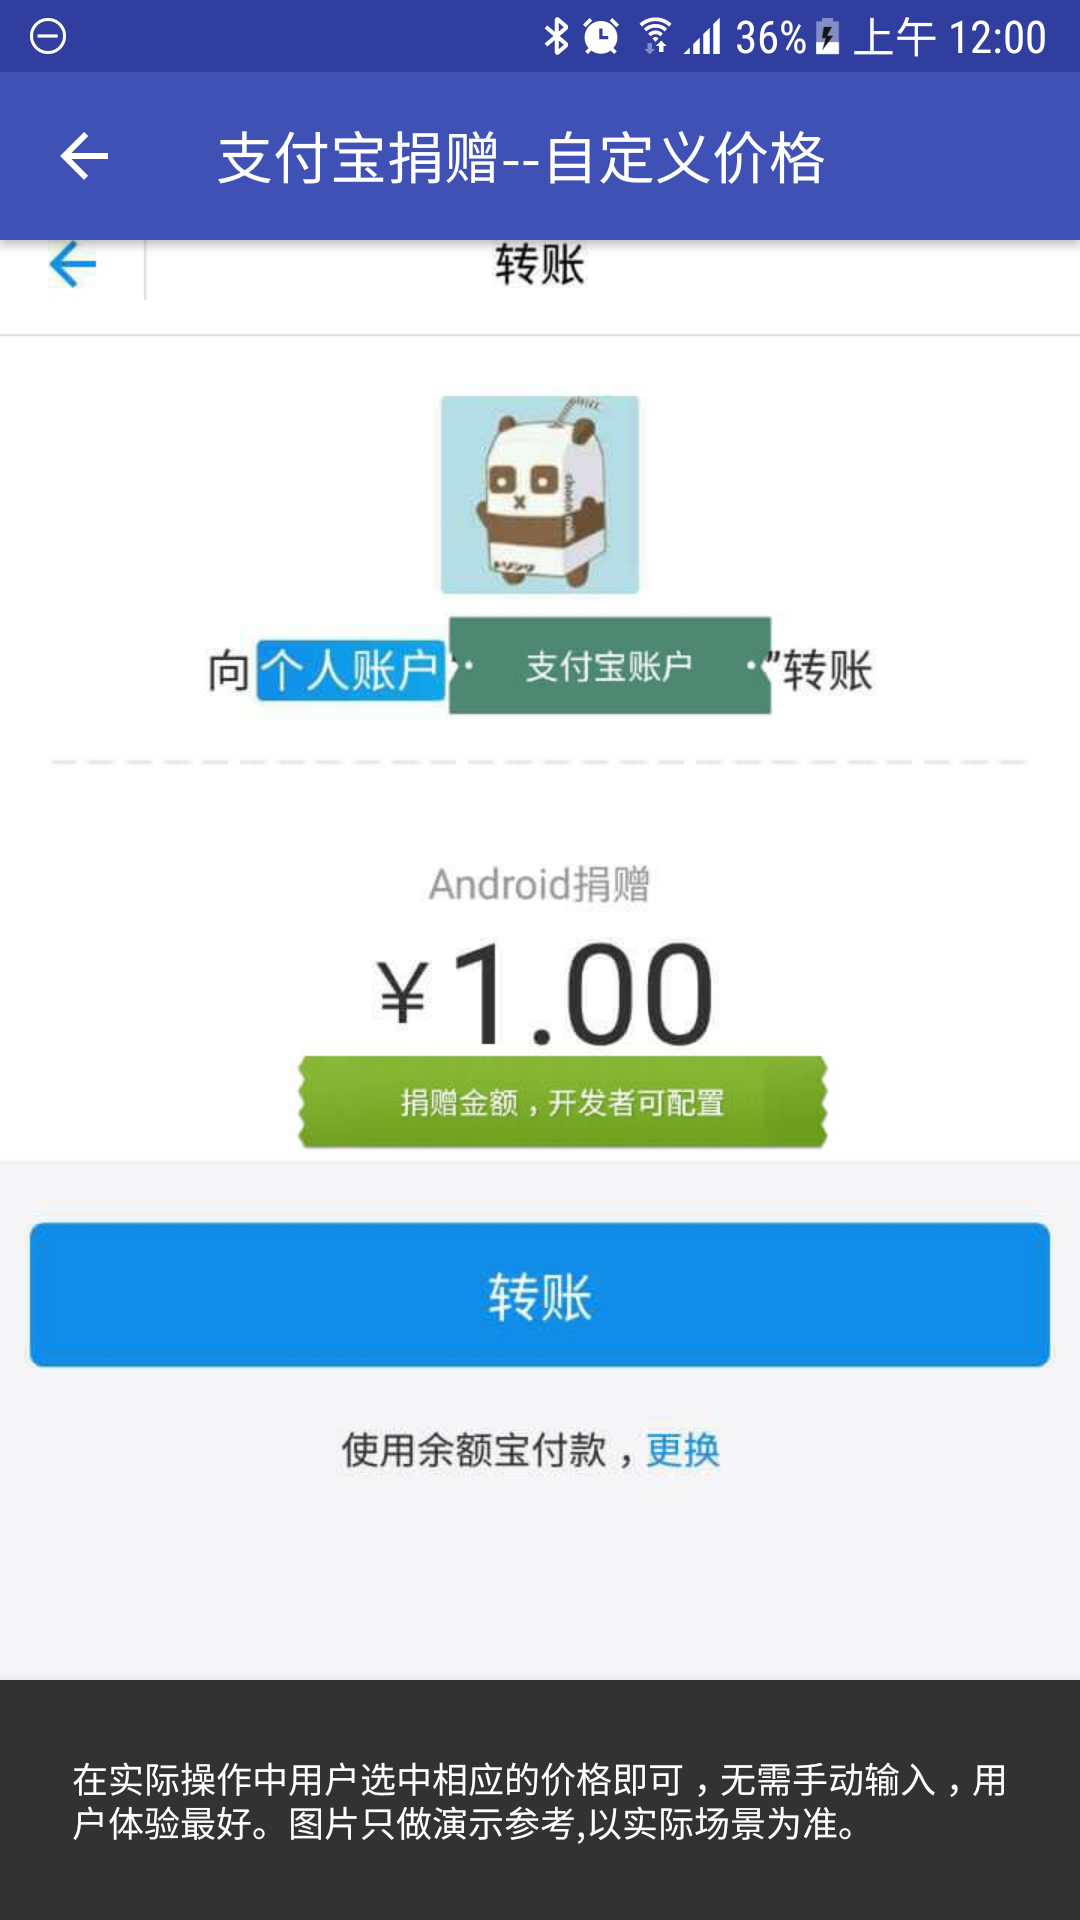 36% 上午 12:00
支付宝捐赠--自定义价格
转账
choco milk
向个人账户“支付宝账户”转账
Android捐赠
¥1.00
捐赠金额，开发者可配置
转账
使用余额宝付款，更换
在实际操作中用户选中相应的价格即可，无需手动输入，用
户体验最好。图片只做演示参考,以实际场景为准。